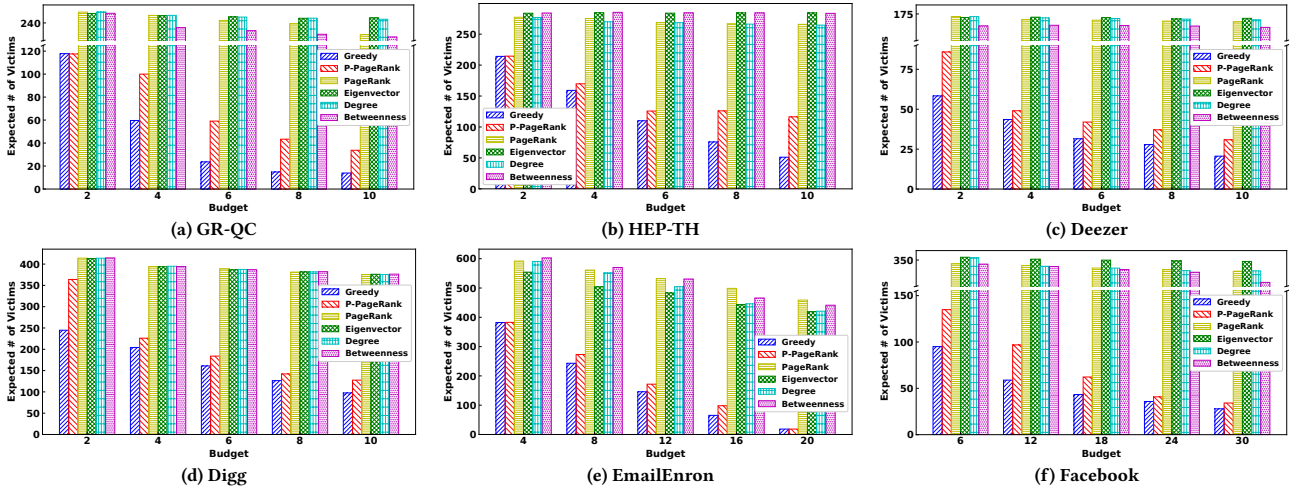 Expected # of Victims
240
120
100
80
60
40
20
0
Greedy
P-PageRank
PageRank
Eigenvector
Degree
Betweenness
2 4 6 8 10
Budget
(a) GR-QC
Expected # of Victims
250
200
150
100
50
0
Greedy
P-PageRank
PageRank
Eigenvector
Degree
Betweenness
2 4 6 8 10
Budget
(b) HEP-TH
Expected # of Victims
175
75
50
25
0
Greedy
P-PageRank
PageRank
Eigenvector
Degree
Betweenness
2 4 6 8 10
Budget
(c) Deezer
Expected # of Victims
400
350
300
250
200
150
100
50
0
Greedy
P-PageRank
PageRank
Eigenvector
Degree
Betweenness
2 4 6 8 10
Budget
(d) Digg
Expected # of Victims
600
500
400
300
200
100
0
Greedy
P-PageRank
PageRank
Eigenvector
Degree
Betweenness
4 8 12 16 20
Budget
(e) EmailEnron
Expected # of Victims
350
150
100
50
0
Greedy
P-PageRank
PageRank
Eigenvector
Degree
Betweenness
6 12 18 24 30
Budget
(f) Facebook